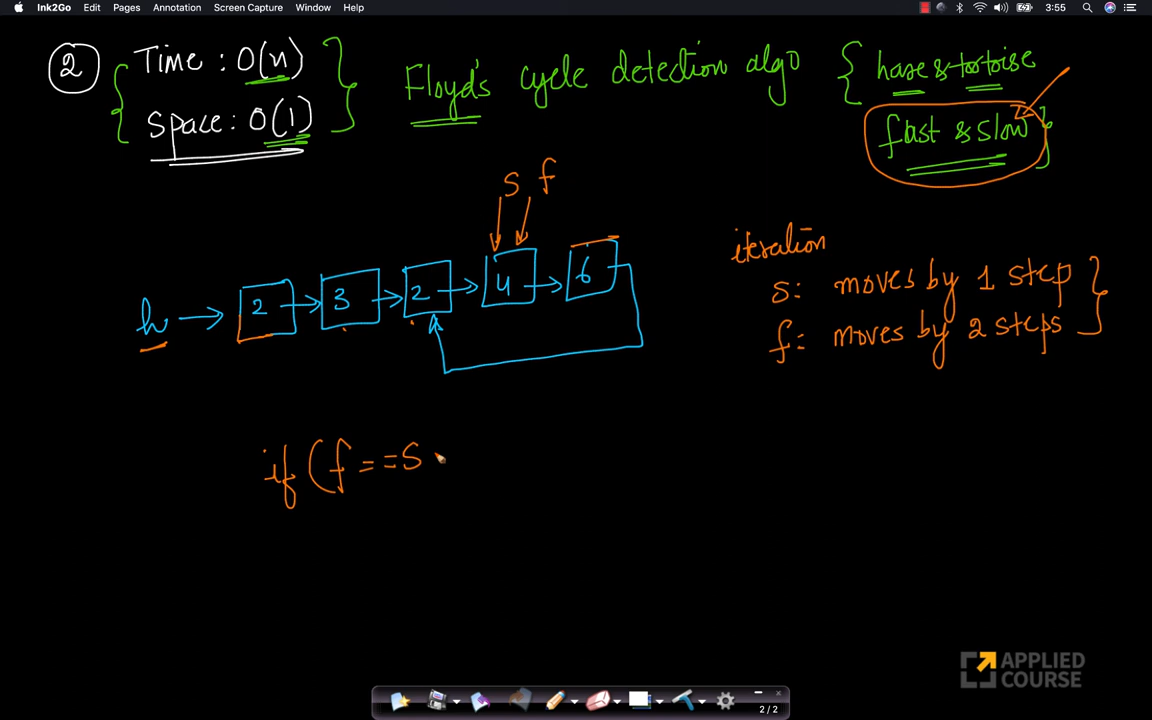 Ink2Go Edit Pages Annotation Screen Capture Window Help 3:55
2 Time : O(n) Floyd's cycle detection algo { hare & tortoise
Space : O(1) fast & slow }
s f
iteration
s: moves by 1 step
f: moves by 2 steps
h → 2 → 3 → 2 → 4 → 6
if (f==s
APPLIED
COURSE
2 / 2